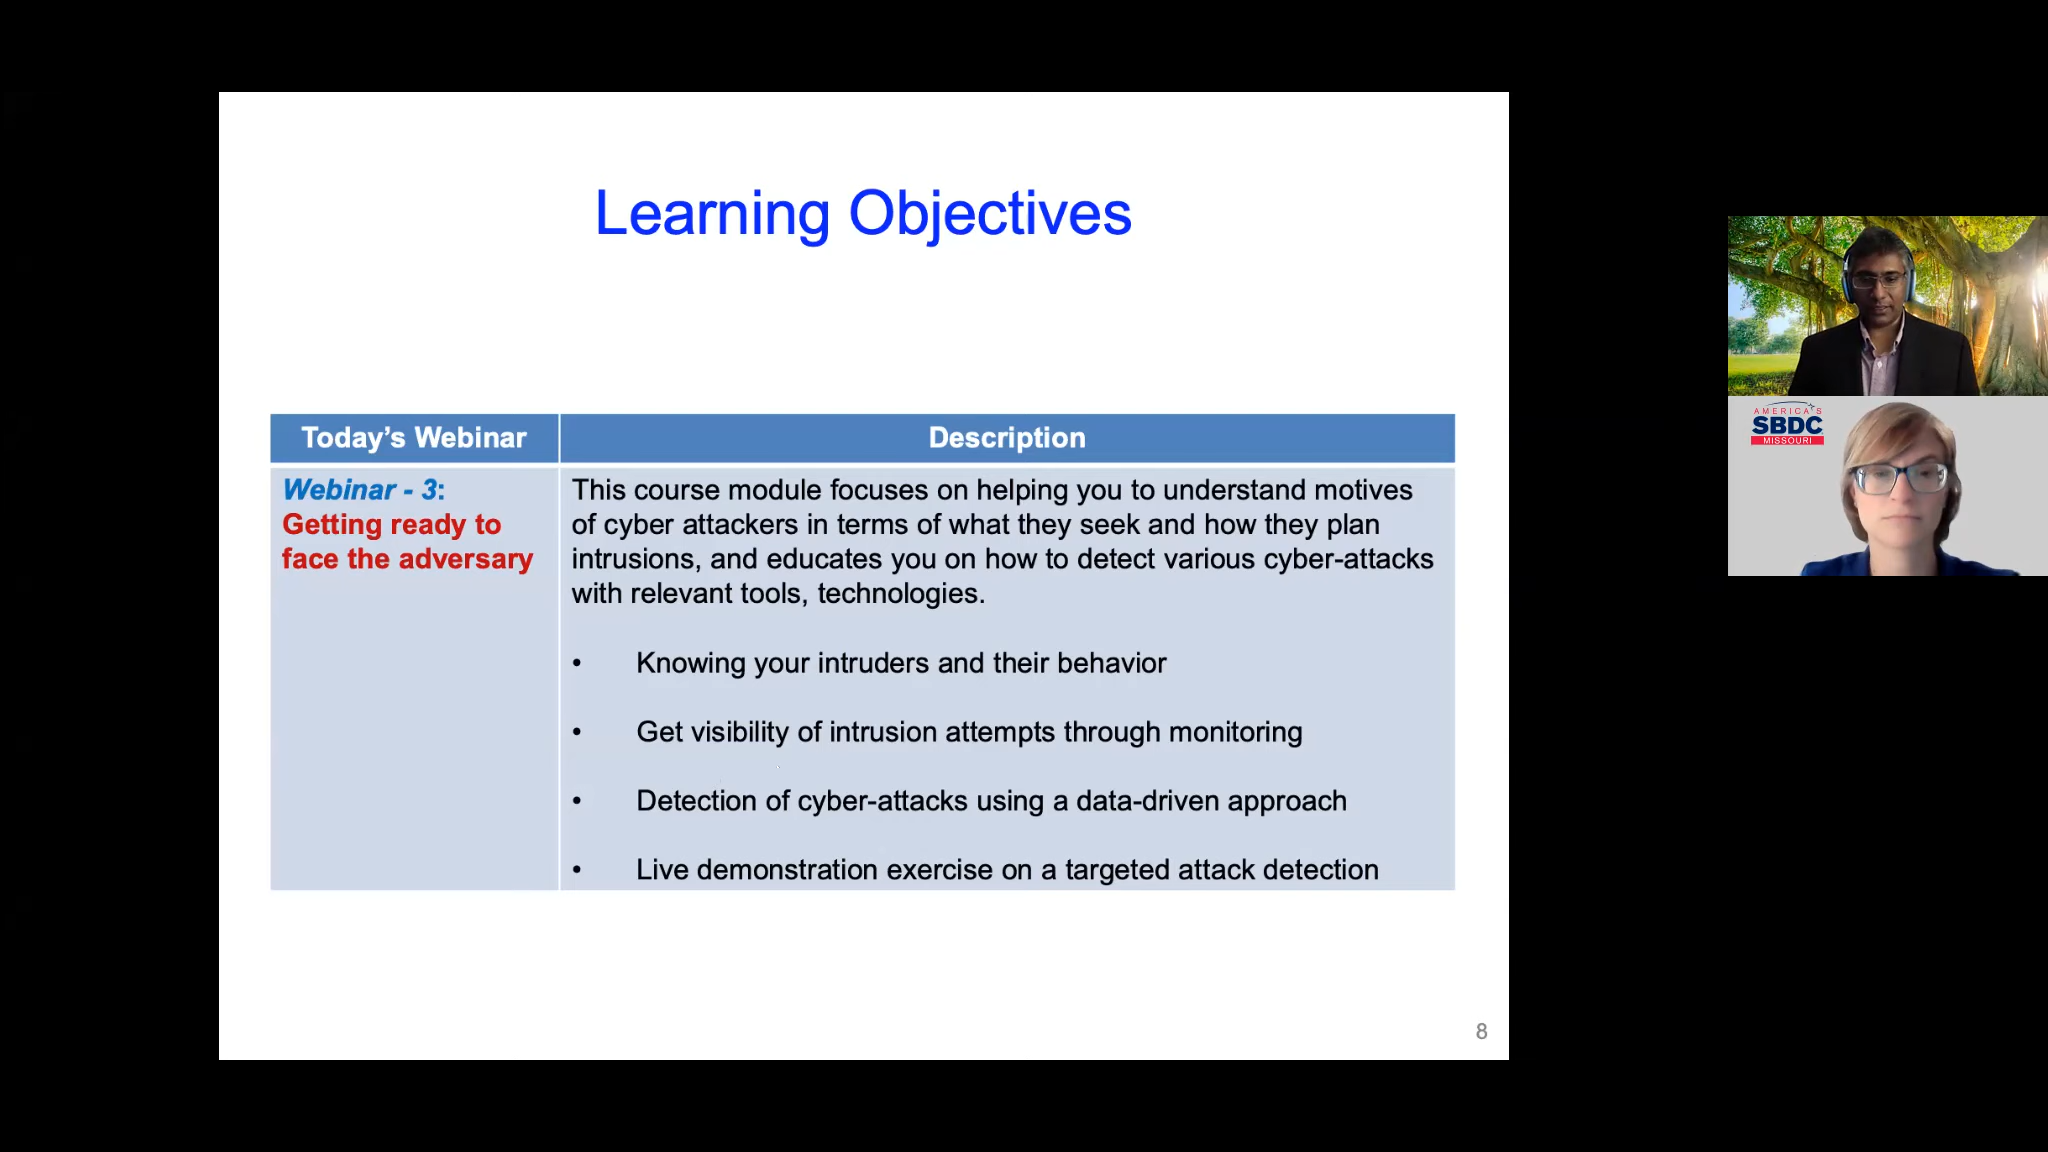 Learning Objectives
Today's Webinar
Description
Webinar - 3:
Getting ready to
face the adversary
This course module focuses on helping you to understand motives
of cyber attackers in terms of what they seek and how they plan
intrusions, and educates you on how to detect various cyber-attacks
with relevant tools, technologies.
• Knowing your intruders and their behavior
• Get visibility of intrusion attempts through monitoring
• Detection of cyber-attacks using a data-driven approach
• Live demonstration exercise on a targeted attack detection
8
AMERICA'S
SBDC
MISSOURI